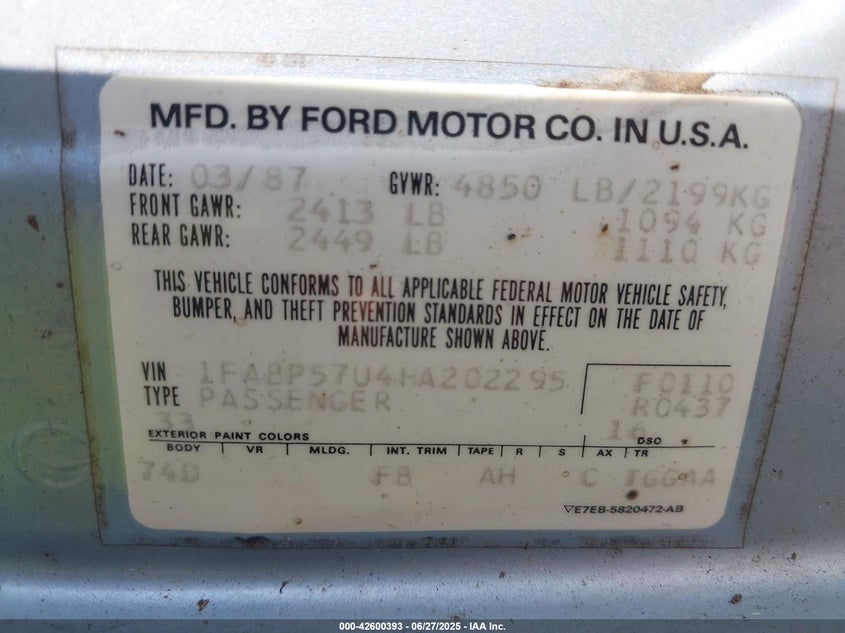 MFD. BY FORD MOTOR CO. IN U.S.A.
DATE: 03/87 GVWR: 4850 LB/2199KG
FRONT GAWR: 2413 LB 1094 KG
REAR GAWR: 2449 LB 1110 KG
THIS VEHICLE CONFORMS TO ALL APPLICABLE FEDERAL MOTOR VEHICLE SAFETY,
BUMPER, AND THEFT PREVENTION STANDARDS IN EFFECT ON THE DATE OF
MANUFACTURE SHOWN ABOVE.
VIN 1FABP57U4HA202295 F0110
TYPE PASSENGER R0437
33 16
EXTERIOR PAINT COLORS DSO
BODY VR MLDG. INT. TRIM TAPE R S AX TR
74D FB AH C TGGAA
▽E7EB-5820472-AB
000-42600393 - 06/27/2025 - IAA Inc.